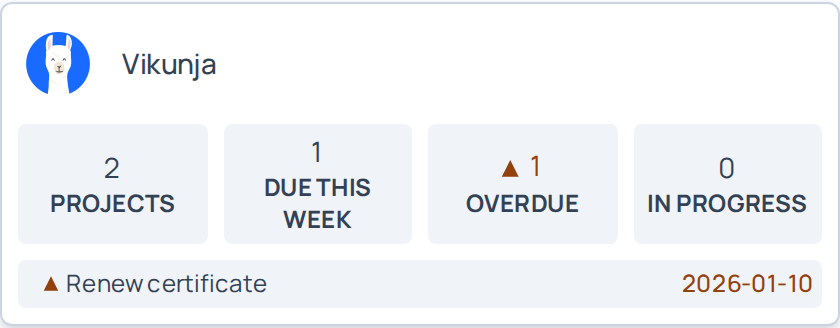 Vikunja
2
PROJECTS
1
DUE THIS
WEEK
▲ 1
OVERDUE
0
IN PROGRESS
▲ Renew certificate 2026-01-10